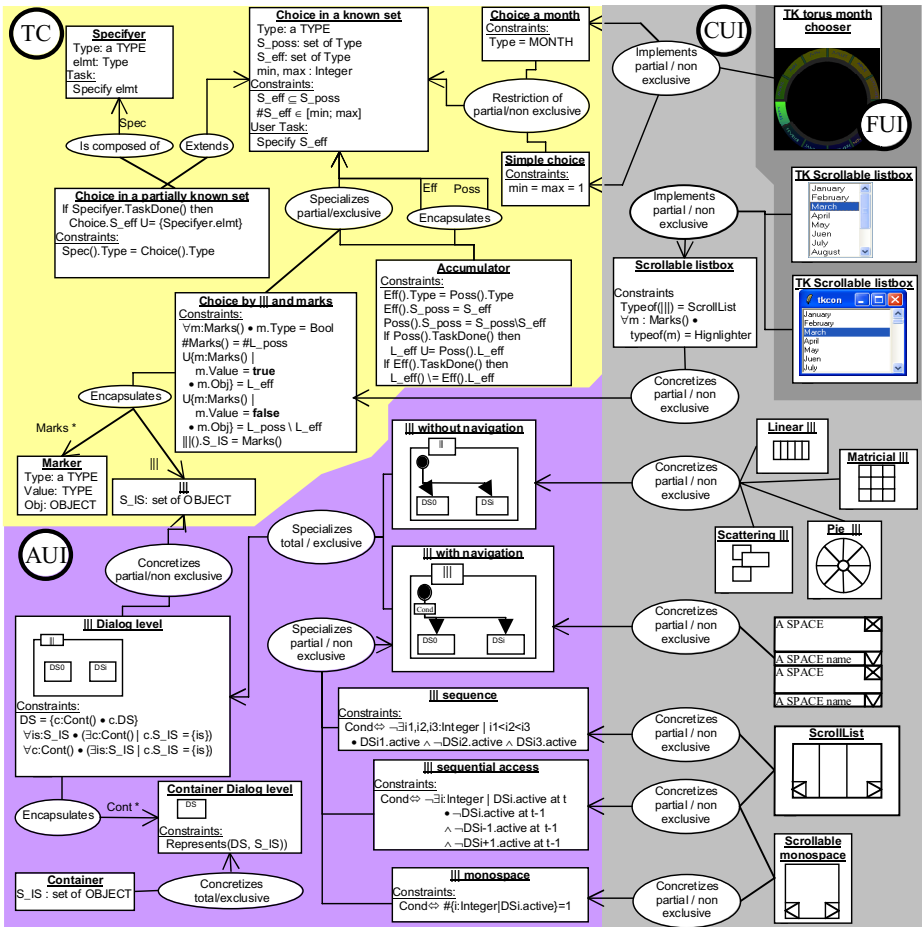 TC
Specifyer
Type: a TYPE
elmt: Type
Task:
Specify elmt
Choice in a known set
Type: a TYPE
S_poss: set of Type
S_eff: set of Type
min, max : Integer
Constraints:
S_eff ⊆ S_poss
#S_eff ∈ [min; max]
User Task:
Specify S_eff
Choice a month
Constraints:
Type = MONTH
Restriction of
partial/non exclusive
Simple choice
Constraints:
min = max = 1
Spec
Is composed of
Extends
Choice in a partially known set
If Specifyer.TaskDone() then
Choice.S_eff U= {Specifyer.elmt}
Constraints:
Spec().Type = Choice().Type
Specializes
partial/exclusive
Eff
Poss
Encapsulates
Accumulator
Constraints:
Eff().Type = Poss().Type
Eff().S_poss = S_eff
Poss().S_poss = S_poss\S_eff
If Poss().TaskDone() then
L_eff U= Poss().L_eff
If Eff().TaskDone() then
L_eff() \= Eff().L_eff
Choice by ||| and marks
Constraints:
∀m:Marks() • m.Type = Bool
#Marks() = #L_poss
U{m:Marks() |
m.Value = true
• m.Obj} = L_eff
U{m:Marks() |
m.Value = false
• m.Obj} = L_poss \ L_eff
|||().S_IS = Marks()
Encapsulates
Marks *
|||
Marker
Type: a TYPE
Value: TYPE
Obj: OBJECT
|||
S_IS: set of OBJECT
CUI
Implements
partial / non
exclusive
TK torus month
chooser
FUI
Implements
partial / non
exclusive
TK Scrollable listbox
January
February
March
April
May
Juen
July
August
TK Scrollable listbox
tkcon
January
February
March
April
May
Juen
July
Scrollable listbox
Constraints
Typeof(|||) = ScrollList
∀m : Marks() •
typeof(m) = Hignlighter
Concretizes
Partial / non
exclusive
AUI
Concretizes
partial/non exclusive
Specializes
total / exclusive
||| without navigation
||
DS0
DSi
||| with navigation
|||
Cond
DS0
DSi
Concretizes
partial / non
exclusive
Linear |||
Matricial |||
Scattering |||
Pie |||
||| Dialog level
||
DS0
DSi
Constraints:
DS = {c:Cont() • c.DS}
∀is:S_IS • (∃c:Cont() | c.S_IS = {is})
∀c:Cont() • (∃is:S_IS | c.S_IS = {is})
Specializes
partial / non
exclusive
Concretizes
partial / non
exclusive
A SPACE
A SPACE name
A SPACE
A SPACE name
||| sequence
Constraints:
Cond⇔ ¬∃i1,i2,i3:Integer | i1<i2<i3
• DSi1.active ∧ ¬DSi2.active ∧ DSi3.active
Concretizes
partial / non
exclusive
ScrollList
||| sequential access
Constraints:
Cond⇔ ¬∃i:Integer | DSi.active at t
• ¬DSi.active at t-1
∧ ¬DSi-1.active at t-1
∧ ¬DSi+1.active at t-1
Concretizes
partial / non
exclusive
Encapsulates
Cont *
Container Dialog level
DS
Constraints:
Represents(DS, S_IS))
Container
S_IS : set of OBJECT
Concretizes
total/exclusive
||| monospace
Constraints:
Cond⇔ #{i:Integer|DSi.active}=1
Concretizes
partial / non
exclusive
Scrollable
monospace